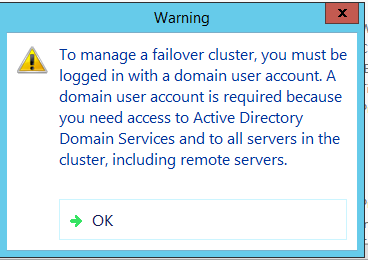 Warning
x
To manage a failover cluster, you must be
logged in with a domain user account. A
domain user account is required because
you need access to Active Directory
Domain Services and to all servers in the
cluster, including remote servers.
OK